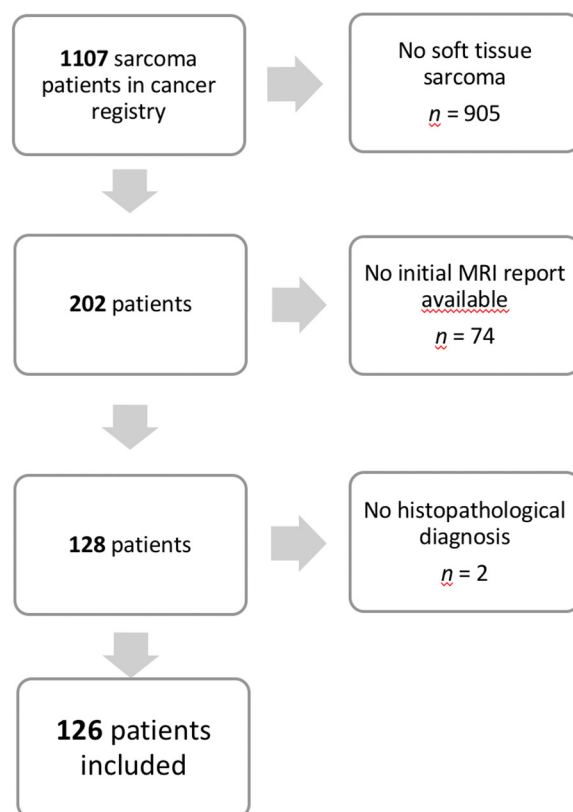 1107 sarcoma
patients in cancer
registry
No soft tissue
sarcoma
n = 905
202 patients
No initial MRI report
available
n = 74
128 patients
No histopathological
diagnosis
n = 2
126 patients
included